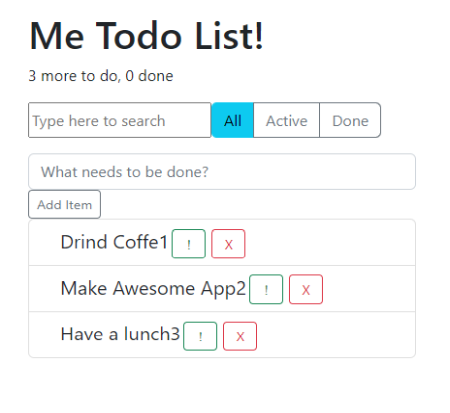 Me Todo List!
3 more to do, 0 done
Type here to search All Active Done
What needs to be done?
Add Item
Drind Coffe1 ! X
Make Awesome App2 ! X
Have a lunch3 ! X